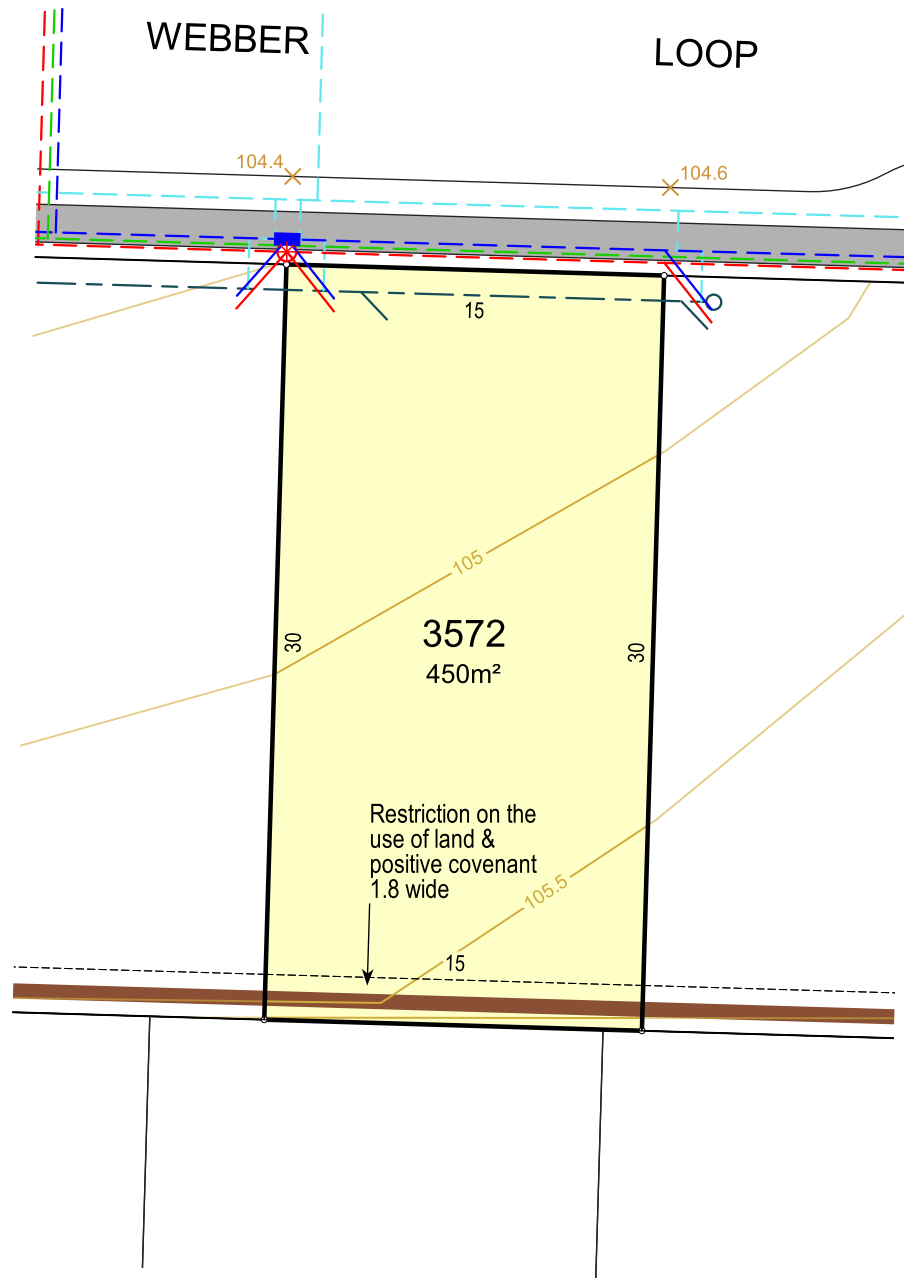 WEBBER
LOOP
104.4
104.6
15
105
30
3572
30
450m²
Restriction on the
use of land &
positive covenant
1.8 wide
105.5
15